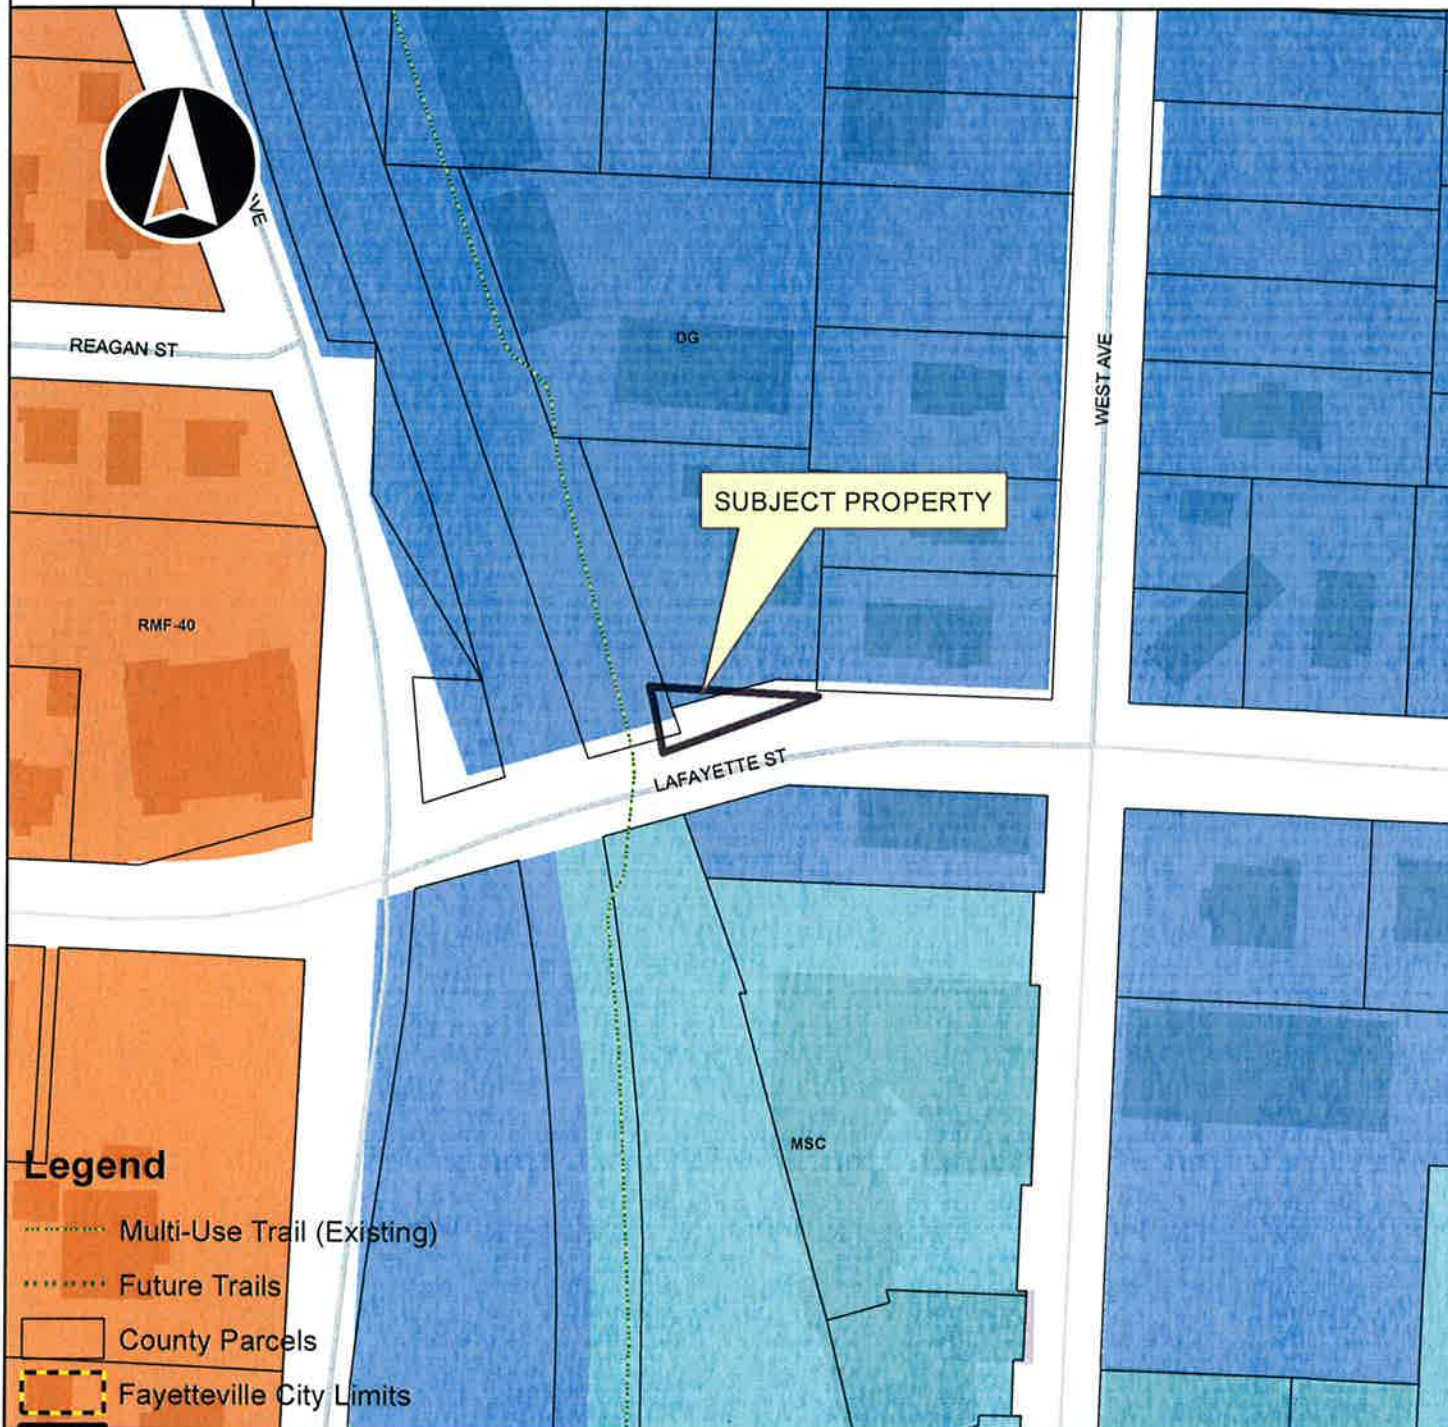 VE
REAGAN ST
DG
WEST AVE
SUBJECT PROPERTY
RMF-40
LAFAYETTE ST
MSC
Legend
Multi-Use Trail (Existing)
Future Trails
County Parcels
Fayetteville City Limits